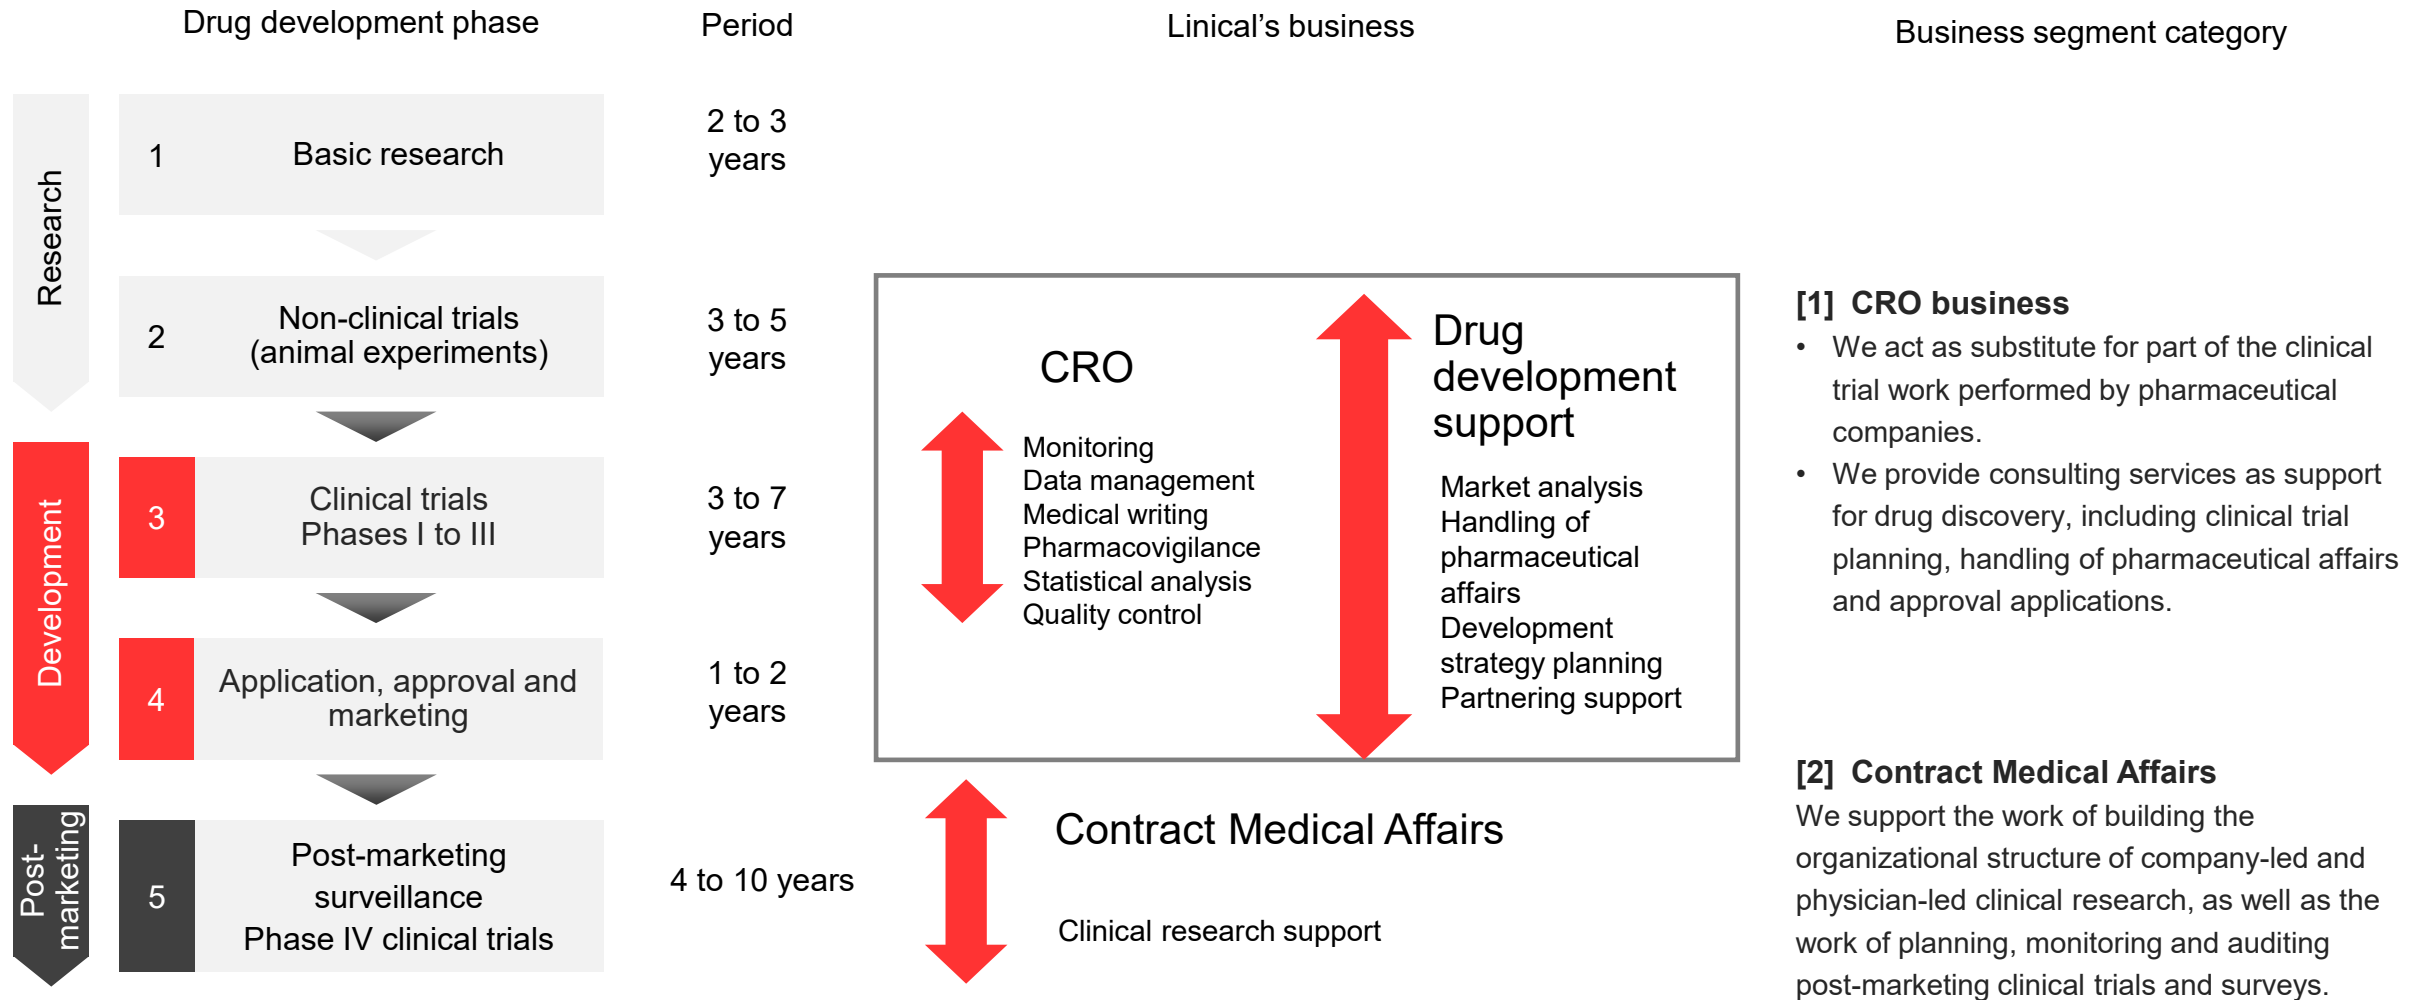 Drug development phase
Period
Linical's business
Business segment category
Research
1
Basic research
2 to 3
years
2
Non-clinical trials
(animal experiments)
3 to 5
years
Development
3
Clinical trials
Phases I to III
3 to 7
years
4
Application, approval and
marketing
1 to 2
years
Post-
marketing
5
Post-marketing
surveillance
Phase IV clinical trials
4 to 10 years
CRO
Monitoring
Data management
Medical writing
Pharmacovigilance
Statistical analysis
Quality control
Drug
development
support
Market analysis
Handling of
pharmaceutical
affairs
Development
strategy planning
Partnering support
Contract Medical Affairs
Clinical research support
[1] CRO business
• We act as substitute for part of the clinical
trial work performed by pharmaceutical
companies.
• We provide consulting services as support
for drug discovery, including clinical trial
planning, handling of pharmaceutical affairs
and approval applications.
[2] Contract Medical Affairs
We support the work of building the
organizational structure of company-led and
physician-led clinical research, as well as the
work of planning, monitoring and auditing
post-marketing clinical trials and surveys.